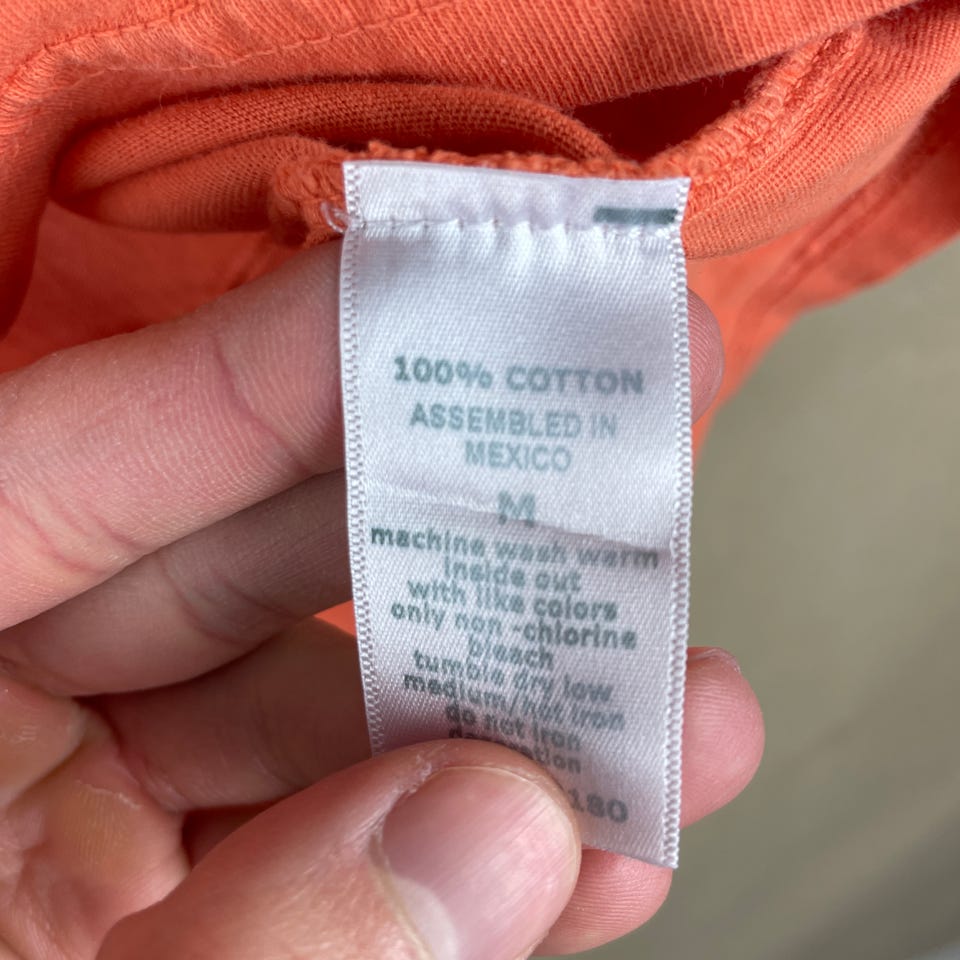 100% COTTON
ASSEMBLED IN
MEXICO
M
machine wash warm
inside out
with like colors
only non -chlorine
bleach
tumble dry low
medium/hot iron
do not iron